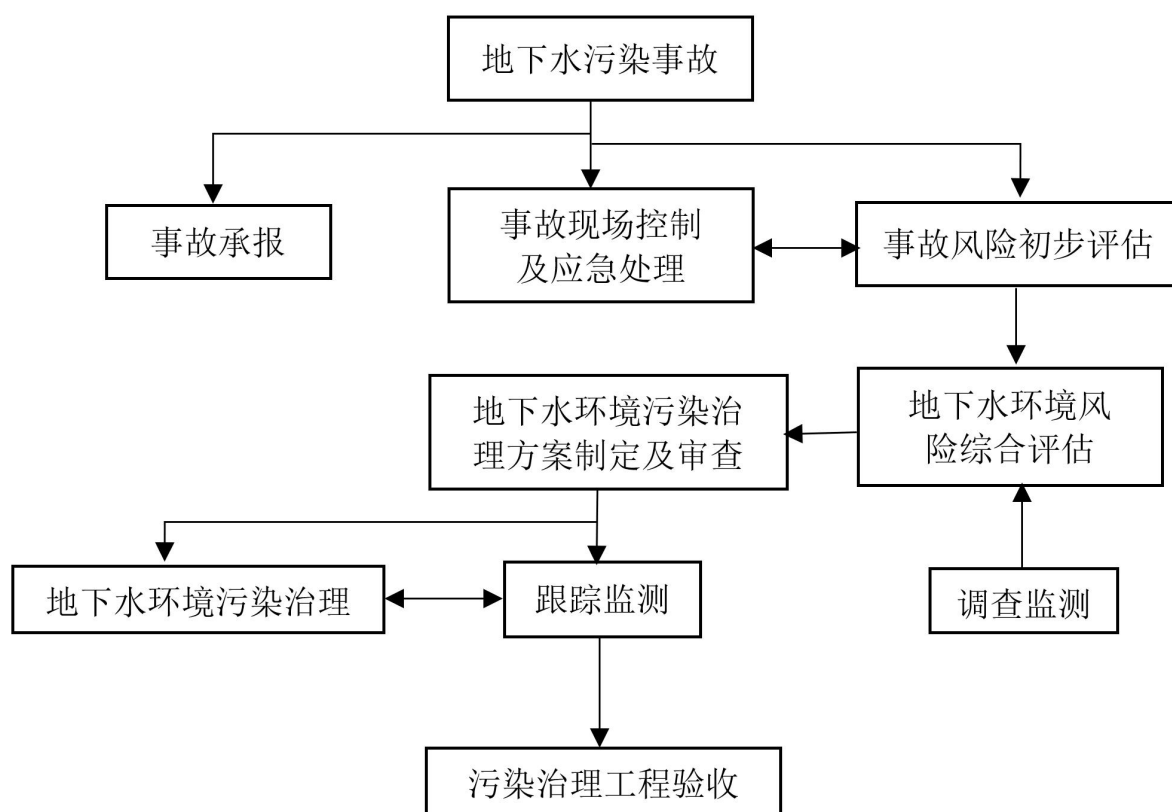 地下水污染事故
事故承报
事故现场控制
及应急处理
事故风险初步评估
地下水环境污染治
理方案制定及审查
地下水环境风
险综合评估
地下水环境污染治理
跟踪监测
调查监测
污染治理工程验收